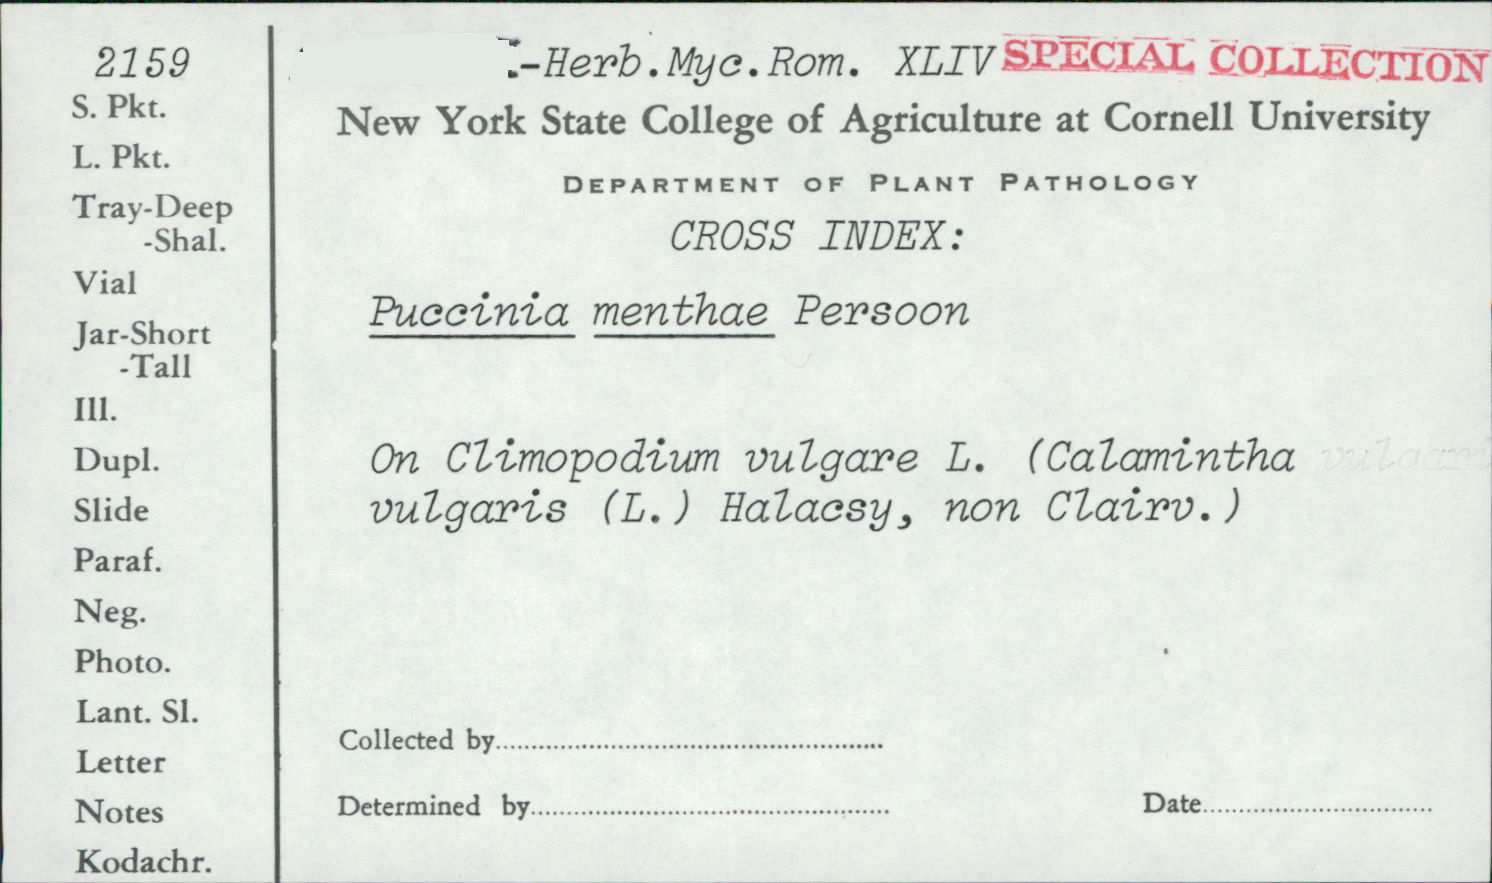 2159
.-Herb.Myc.Rom. XLIV SPECIAL COLLECTION
New York State College of Agriculture at Cornell University
DEPARTMENT OF PLANT PATHOLOGY
CROSS INDEX:
Puccinia menthae Persoon
On Climopodium vulgare L. (Calamintha
vulgaris (L.) Halacsy, non Clairv.)
Collected by
Determined by
Date
S. Pkt.
L. Pkt.
Tray-Deep
-Shal.
Vial
Jar-Short
-Tall
Ill.
Dupl.
Slide
Paraf.
Neg.
Photo.
Lant. Sl.
Letter
Notes
Kodachr.